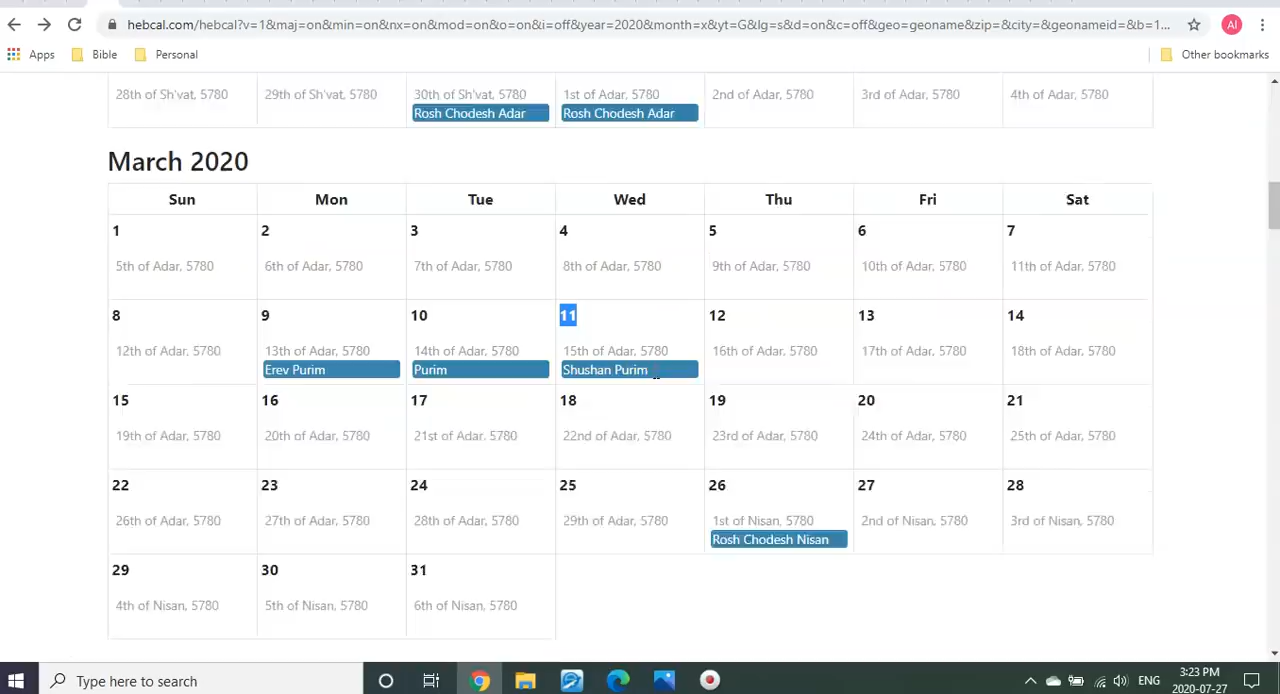 hebcal.com/hebcal?v=1&maj=on&min=on&nx=on&mod=on&o=on&i=off&year=2020&month=x&yt=G&lg=s&d=on&c=off&geo=geoname&zip=&city=&geonameid=&b=1... AI
Apps Bible Personal Other bookmarks
28th of Sh'vat, 5780 29th of Sh'vat, 5780 30th of Sh'vat, 5780 1st of Adar, 5780 2nd of Adar, 5780 3rd of Adar, 5780 4th of Adar, 5780
Rosh Chodesh Adar Rosh Chodesh Adar
March 2020
Sun Mon Tue Wed Thu Fri Sat
1 2 3 4 5 6 7
5th of Adar, 5780 6th of Adar, 5780 7th of Adar, 5780 8th of Adar, 5780 9th of Adar, 5780 10th of Adar, 5780 11th of Adar, 5780
8 9 10 11 12 13 14
12th of Adar, 5780 13th of Adar, 5780 14th of Adar, 5780 15th of Adar, 5780 16th of Adar, 5780 17th of Adar, 5780 18th of Adar, 5780
Erev Purim Purim Shushan Purim
15 16 17 18 19 20 21
19th of Adar, 5780 20th of Adar, 5780 21st of Adar. 5780 22nd of Adar, 5780 23rd of Adar, 5780 24th of Adar, 5780 25th of Adar, 5780
22 23 24 25 26 27 28
26th of Adar, 5780 27th of Adar, 5780 28th of Adar, 5780 29th of Adar, 5780 1st of Nisan, 5780 2nd of Nisan, 5780 3rd of Nisan, 5780
Rosh Chodesh Nisan
29 30 31
4th of Nisan, 5780 5th of Nisan, 5780 6th of Nisan, 5780
Type here to search ENG 3:23 PM
2020-07-27